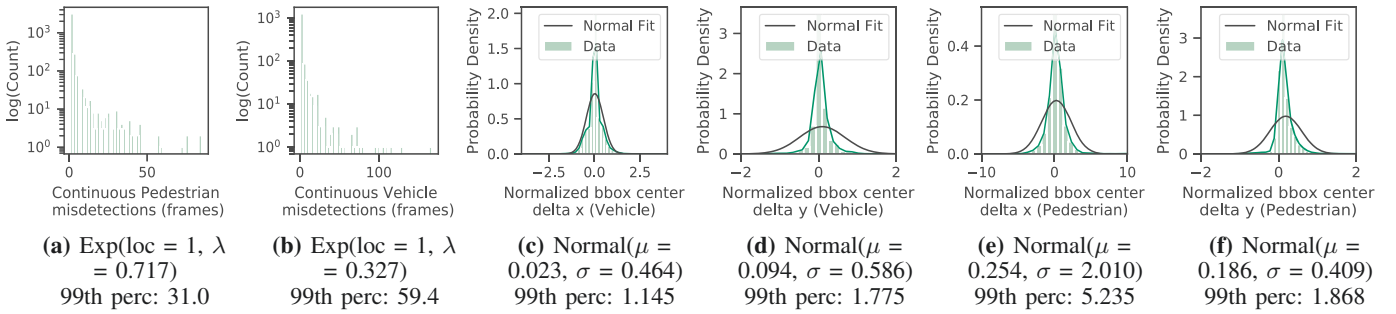 log(Count)
10³
10²
10¹
10⁰
0
50
Continuous Pedestrian
misdetections (frames)
(a) Exp(loc = 1, λ
= 0.717)
99th perc: 31.0
log(Count)
10³
10²
10¹
10⁰
0
100
Continuous Vehicle
misdetections (frames)
(b) Exp(loc = 1, λ
= 0.327)
99th perc: 59.4
Probability Density
Normal Fit
Data
2
1
0
−2.5
0.0
2.5
Normalized bbox center
delta x (Vehicle)
(c) Normal(μ =
0.023, σ = 0.464)
99th perc: 1.145
Probability Density
Normal Fit
Data
3
2
1
0
−2
0
2
Normalized bbox center
delta y (Vehicle)
(d) Normal(μ =
0.094, σ = 0.586)
99th perc: 1.775
Probability Density
Normal Fit
Data
0.4
0.2
0.0
−10
0
10
Normalized bbox center
delta x (Pedestrian)
(e) Normal(μ =
0.254, σ = 2.010)
99th perc: 5.235
Probability Density
Normal Fit
Data
3
2
1
0
−2
0
2
Normalized bbox center
delta y (Pedestrian)
(f) Normal(μ =
0.186, σ = 0.409)
99th perc: 1.868